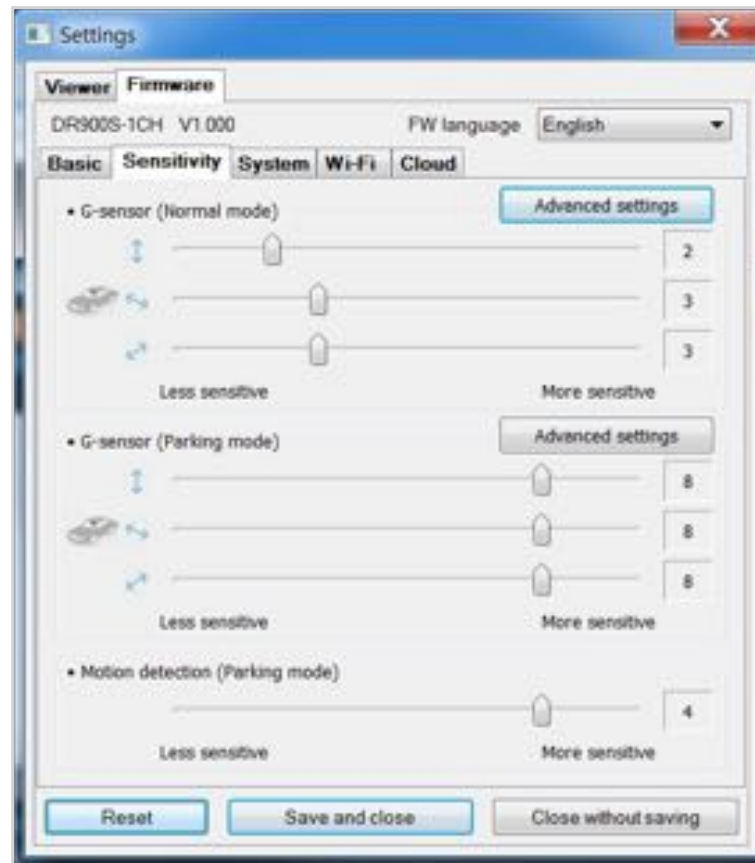 Settings
Viewer Firmware
DR900S-1CH V1.000 FW language English
Basic Sensitivity System Wi-Fi Cloud
• G-sensor (Normal mode) Advanced settings
2
3
3
Less sensitive More sensitive
• G-sensor (Parking mode) Advanced settings
8
8
8
Less sensitive More sensitive
• Motion detection (Parking mode)
4
Less sensitive More sensitive
Reset Save and close Close without saving